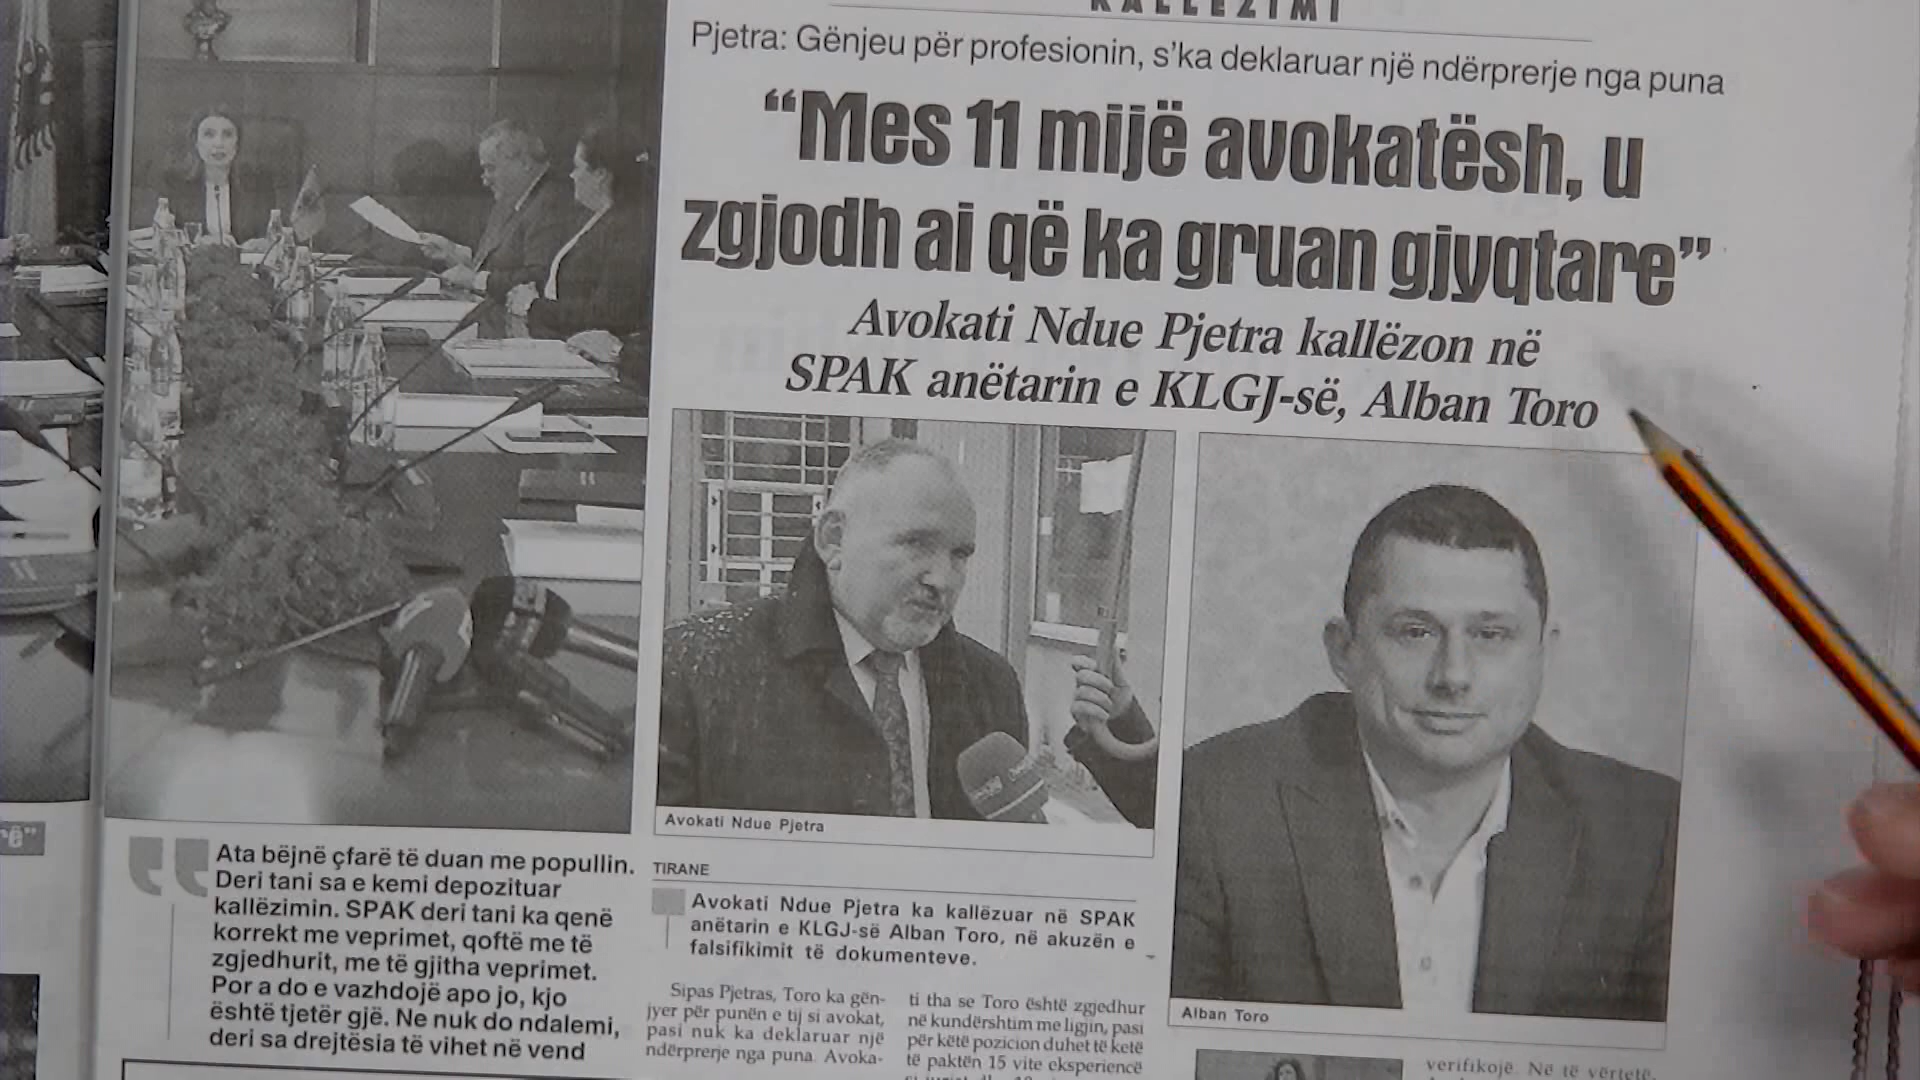 KALLËZIMI
Pjetra: Gënjeu për profesionin, s'ka deklaruar një ndërprerje nga puna
“Mes 11 mijë avokatësh, u
zgjodh ai që ka gruan gjyqtare”
Avokati Ndue Pjetra kallëzon në
SPAK anëtarin e KLGJ-së, Alban Toro
Avokati Ndue Pjetra
Alban Toro
rë”
Ata bëjnë çfarë të duan me popullin.
Deri tani sa e kemi depozituar
kallëzimin. SPAK deri tani ka qenë
korrekt me veprimet, qoftë me të
zgjedhurit, me të gjitha veprimet.
Por a do e vazhdojë apo jo, kjo
është tjetër gjë. Ne nuk do ndalemi,
deri sa drejtësia të vihet në vend
TIRANE
Avokati Ndue Pjetra ka kallëzuar në SPAK
anëtarin e KLGJ-së Alban Toro, në akuzën e
falsifikimit të dokumenteve.
Sipas Pjetras, Toro ka gën-
jyer për punën e tij si avokat,
pasi nuk ka deklaruar një
ndërprerje nga puna. Avoka-
ti tha se Toro është zgjedhur
në kundërshtim me ligjin, pasi
për këtë pozicion duhet të ketë
të paktën 15 vite eksperiencë
verifikojë. Në të vërtetë,